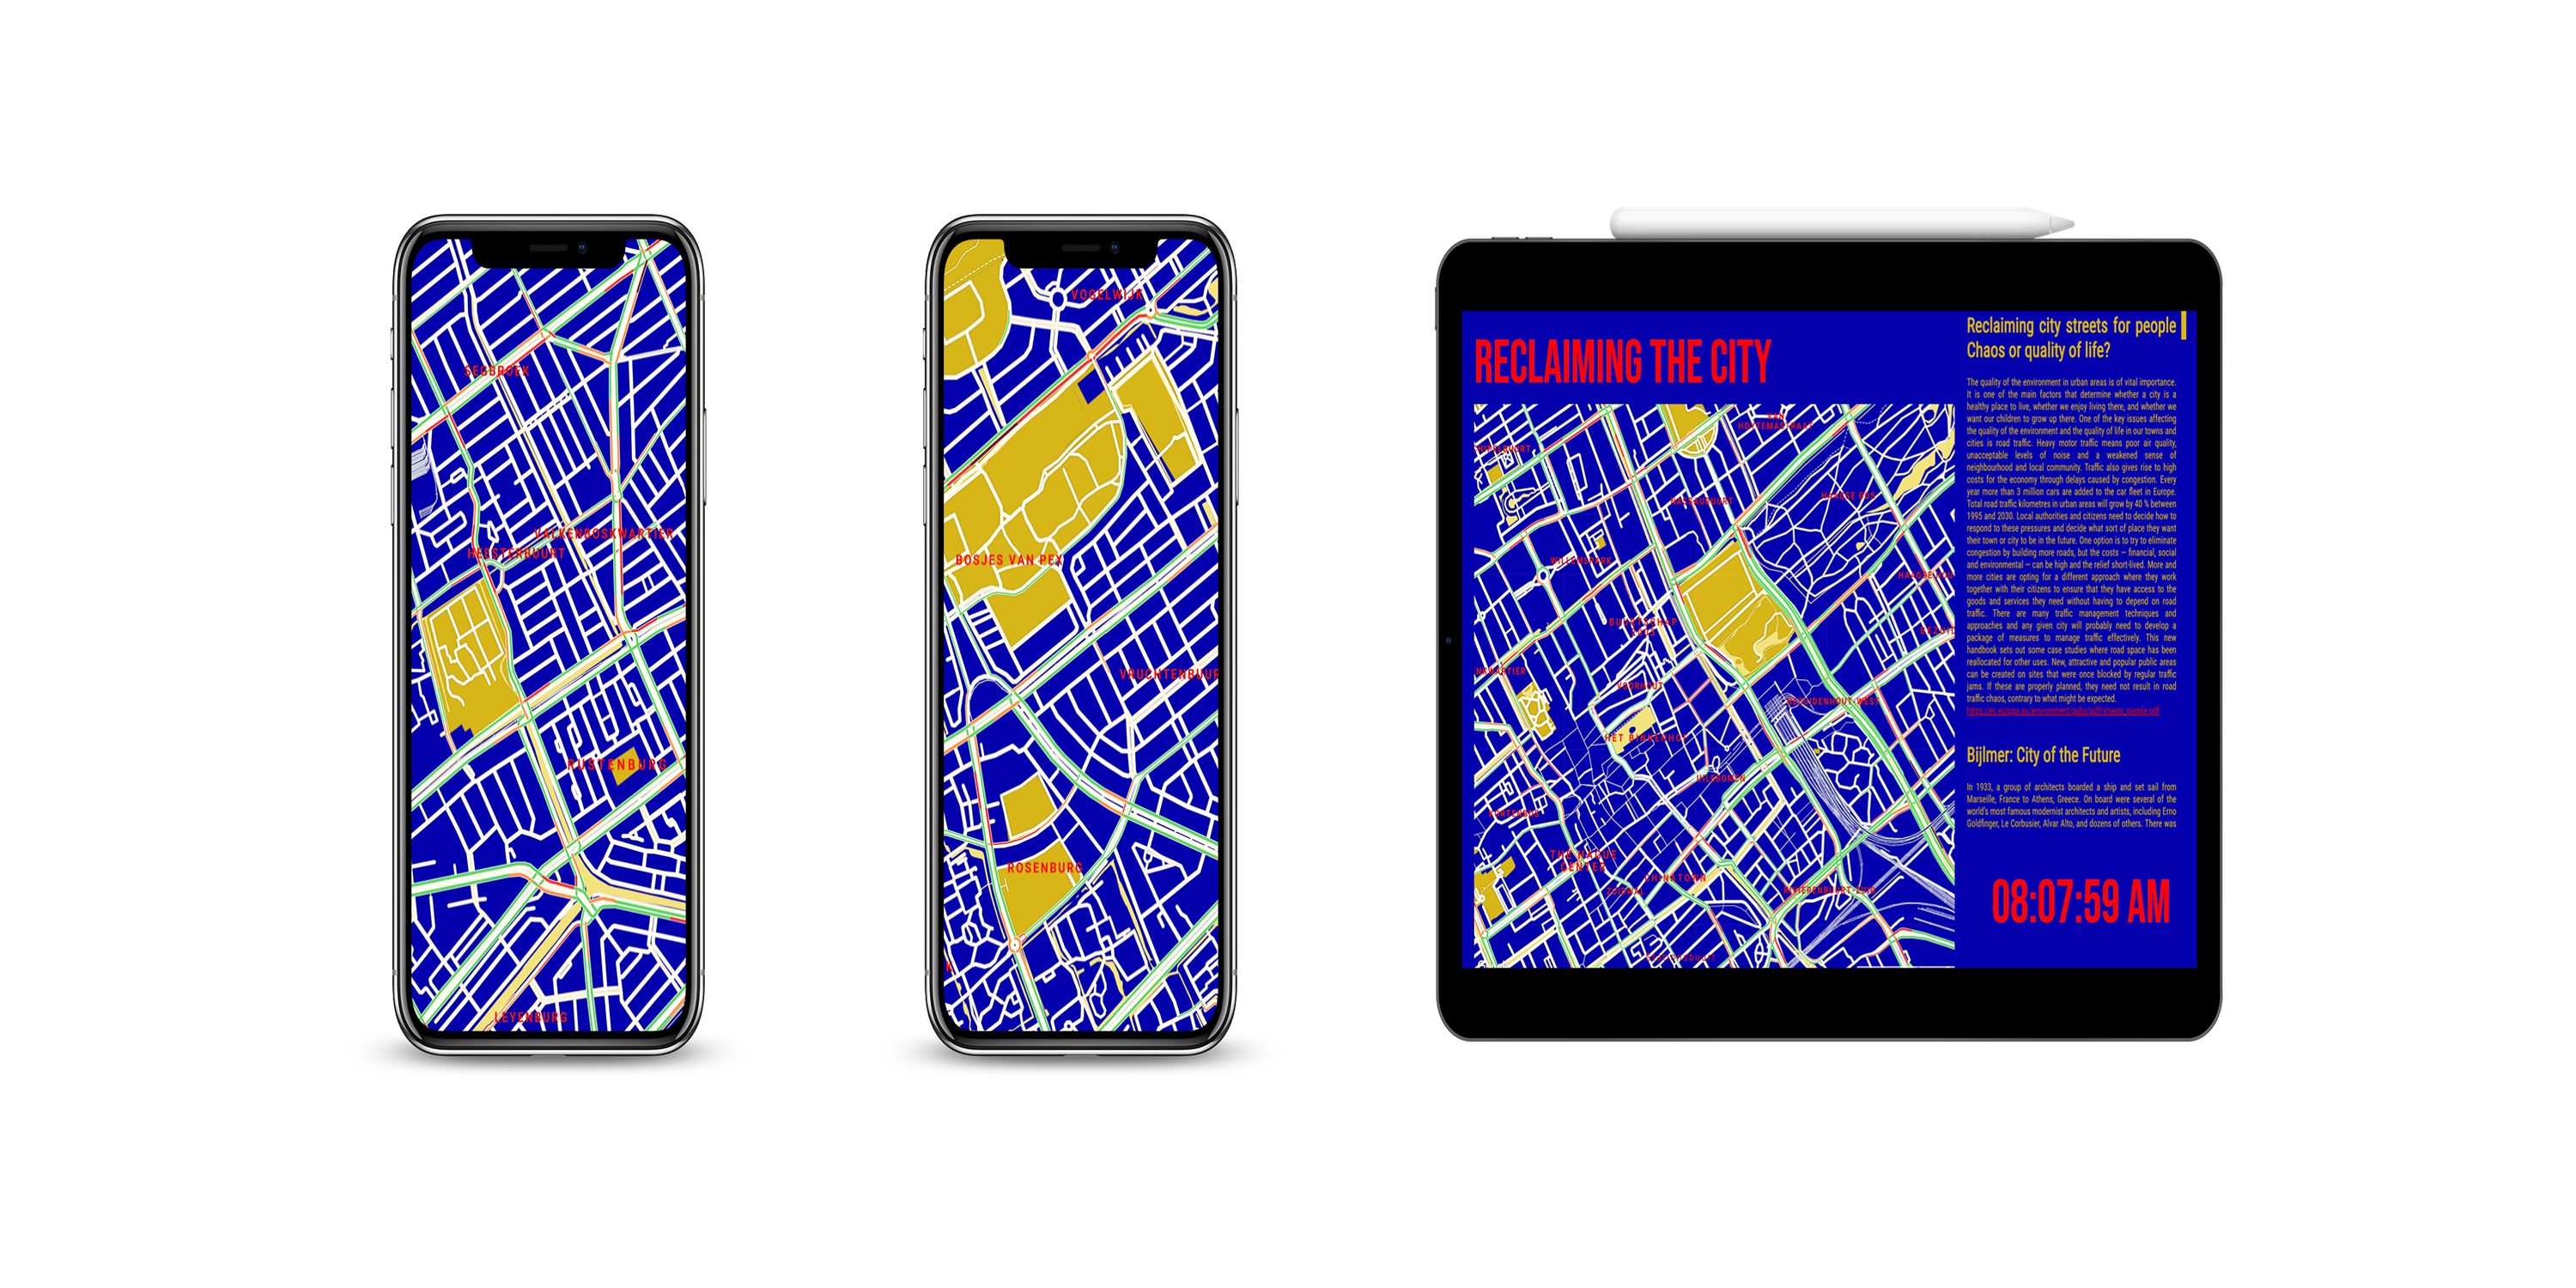 SEGBROEK
VALKENBOSKWARTIER
HEESTERBUURT
RUSTENBURG
LEYENBURG
VOGELWIJK
BOSJES VAN PEX
VRUCHTENBUUR
ROSENBURG
RECLAIMING THE CITY
VAN
HOYTEMASTRAAT
NASSAUBUURT
HAAGSE BOS
WILLEMSPARK
VOORHOUT
BEZUIDENHOUT-WEST
HET BINNENHOF
UILEBOMEN
THE HAGUE
CENTER
CHINATOWN
RIVIERENBUURT-ZUID
Reclaiming city streets for people
Chaos or quality of life?
The quality of the environment in urban areas is of vital importance.
It is one of the main factors that determine whether a city is a
healthy place to live, whether we enjoy living there, and whether we
want our children to grow up there. One of the key issues affecting
the quality of the environment and the quality of life in our towns and
cities is road traffic. Heavy motor traffic means poor air quality,
unacceptable levels of noise and a weakened sense of
neighbourhood and local community. Traffic also gives rise to high
costs for the economy through delays caused by congestion. Every
year more than 3 million cars are added to the car fleet in Europe.
Total road traffic kilometres in urban areas will grow by 40 % between
1995 and 2030. Local authorities and citizens need to decide how to
respond to these pressures and decide what sort of place they want
their town or city to be in the future. One option is to try to eliminate
congestion by building more roads, but the costs – financial, social
and environmental – can be high and the relief short-lived. More and
more cities are opting for a different approach where they work
together with their citizens to ensure that they have access to the
goods and services they need without having to depend on road
traffic. There are many traffic management techniques and
approaches and any given city will probably need to develop a
package of measures to manage traffic effectively. This new
handbook sets out some case studies where road space has been
reallocated for other uses. New, attractive and popular public areas
can be created on sites that were once blocked by regular traffic
jams. If these are properly planned, they need not result in road
traffic chaos, contrary to what might be expected.
https://ec.europa.eu/environment/pubs/pdf/streets_people.pdf
Bijlmer: City of the Future
In 1933, a group of architects boarded a ship and set sail from
Marseille, France to Athens, Greece. On board were several of the
world's most famous modernist architects and artists, including Erno
Goldfinger, Le Corbusier, Alvar Alto, and dozens of others. There was
08:07:59 AM